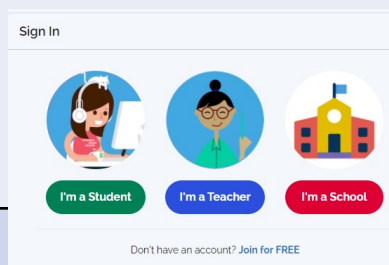 Sign In
I'm a Student
I'm a Teacher
I'm a School
Don't have an account? Join for FREE